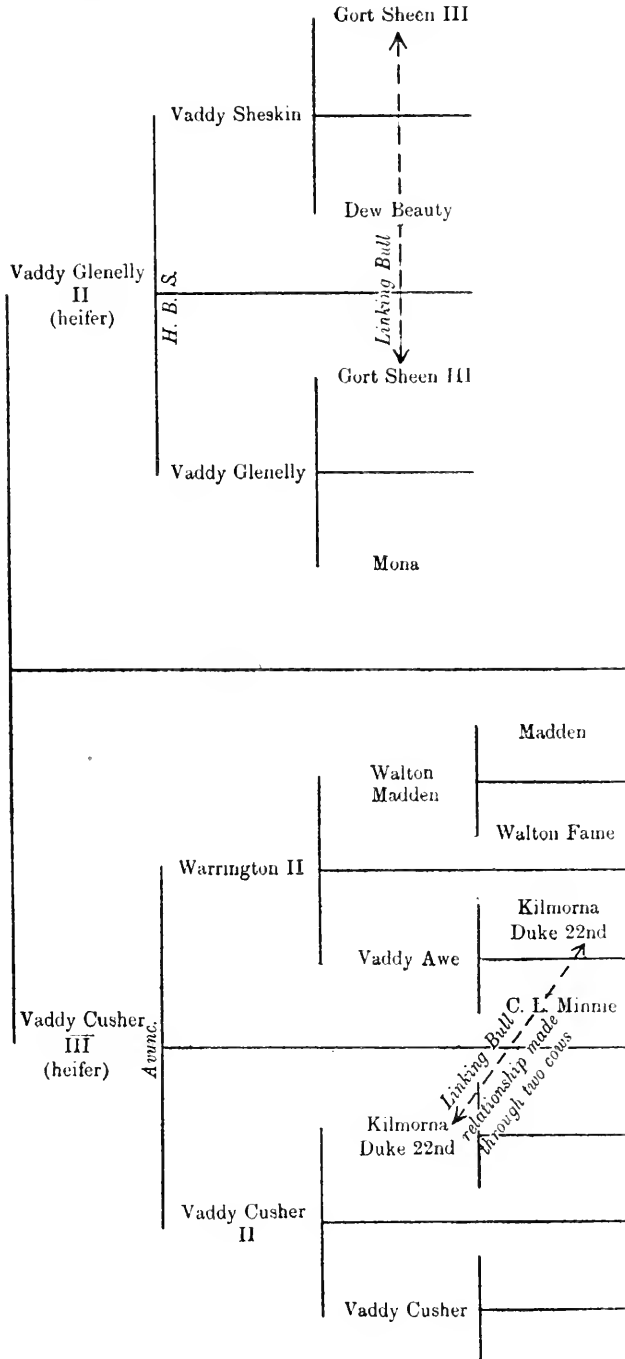 Gort Sheen III
Vaddy Sheskin
Dew Beauty
Vaddy Glenelly
II
(heifer)
H. B. S.
Linking Bull
Gort Sheen III
Vaddy Glenelly
Mona
Madden
Walton
Madden
Walton Fame
Warrington II
Kilmorna
Duke 22nd
Vaddy Awe
C. L. Minnie
Vaddy Cusher
III
(heifer)
Avunc.
Linking Bull
relationship made
through two cows
Kilmorna
Duke 22nd
Vaddy Cusher
II
Vaddy Cusher